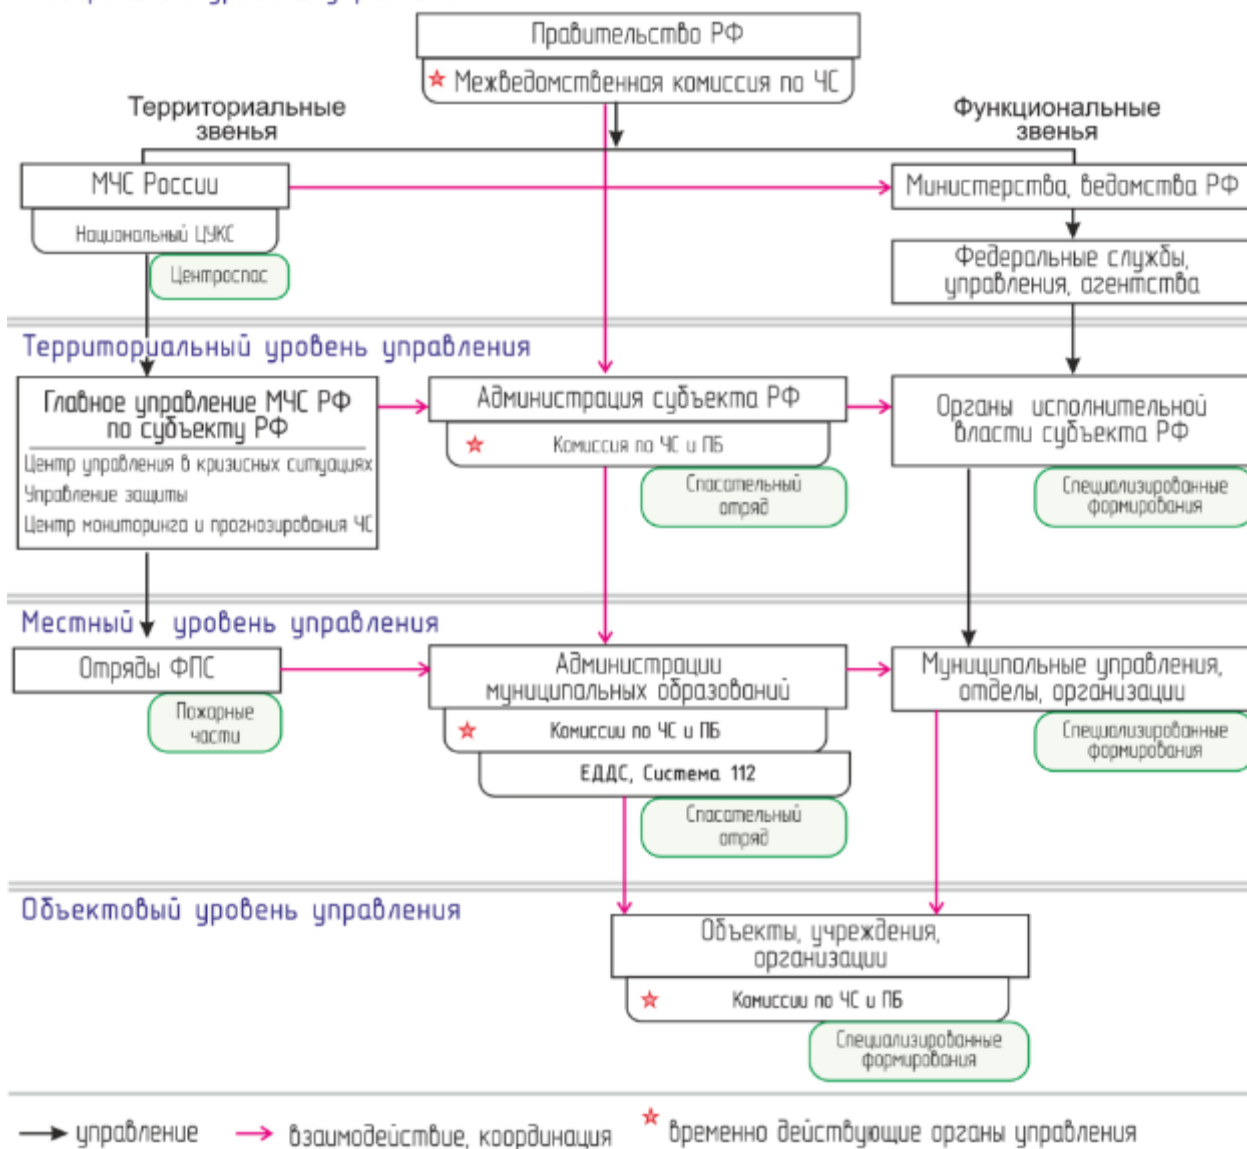 Правительство РФ
Межведомственная комиссия по ЧС
Территориальные
звенья
Функциональные
звенья
МЧС России
Национальный ЦУКС
Центроспас
Министерства, ведомства РФ
Федеральные службы,
управления, агентства
Территориальный уровень управления
Главное управление МЧС РФ
по субъекту РФ
Центр управления в кризисных ситуациях
Управление защиты
Центр мониторинга и прогнозирования ЧС
Администрация субъекта РФ
Комиссия по ЧС и ПБ
Спасательный
отряд
Органы исполнительной
власти субъекта РФ
Специализированные
формирования
Местный уровень управления
Отряды ФПС
Пожарные
части
Администрации
муниципальных образований
Комиссии по ЧС и ПБ
ЕДДС, Система 112
Спасательный
отряд
Муниципальные управления,
отделы, организации
Специализированные
формирования
Объектовый уровень управления
Объекты, учреждения,
организации
Комиссии по ЧС и ПБ
Специализированные
формирования
управление
взаимодействие, координация
временно действующие органы управления